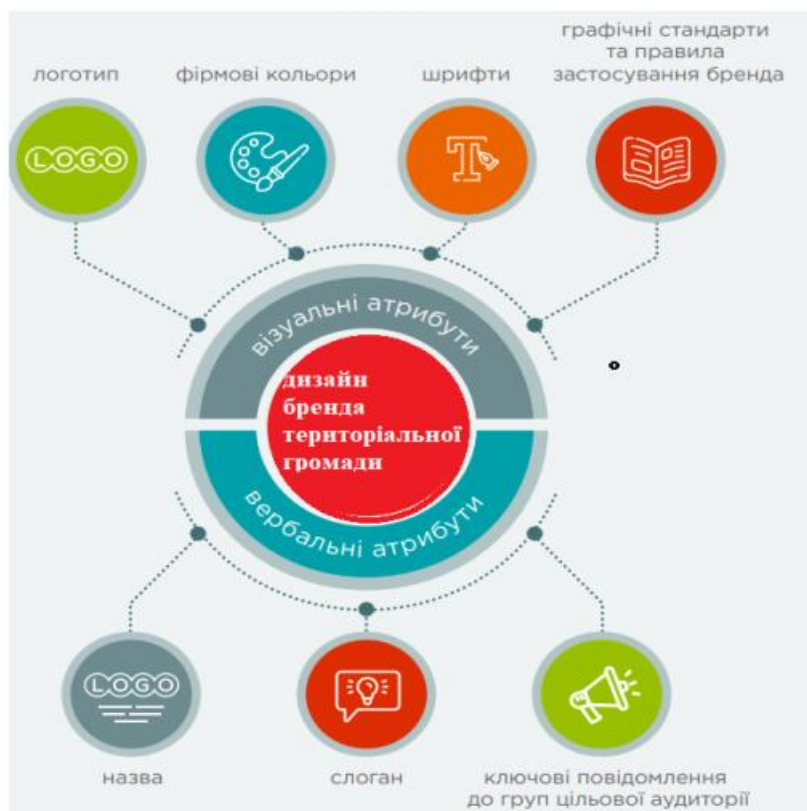 графічні стандарти
та правила
застосування бренда
логотип
фірмові кольори
шрифти
LOGO
T
візуальні атрибути
дизайн
бренда
територіальної
громади
вербальні атрибути
LOGO
назва
слоган
ключові повідомлення
до груп цільової аудиторії